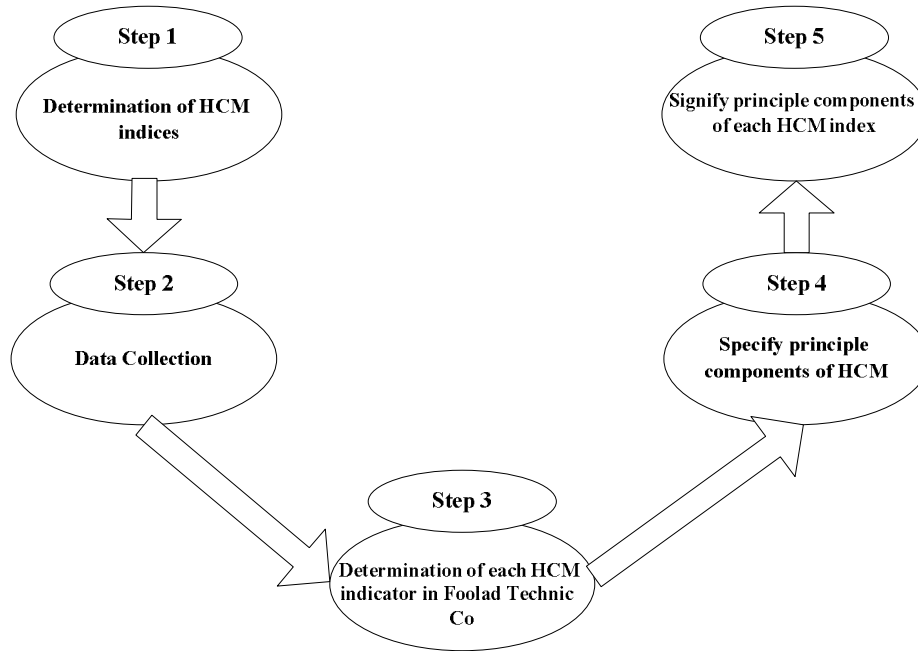 Step 1
Determination of HCM
indices
Step 2
Data Collection
Step 3
Determination of each HCM
indicator in Foolad Technic
Co
Step 4
Specify principle
components of HCM
Step 5
Signify principle components
of each HCM index